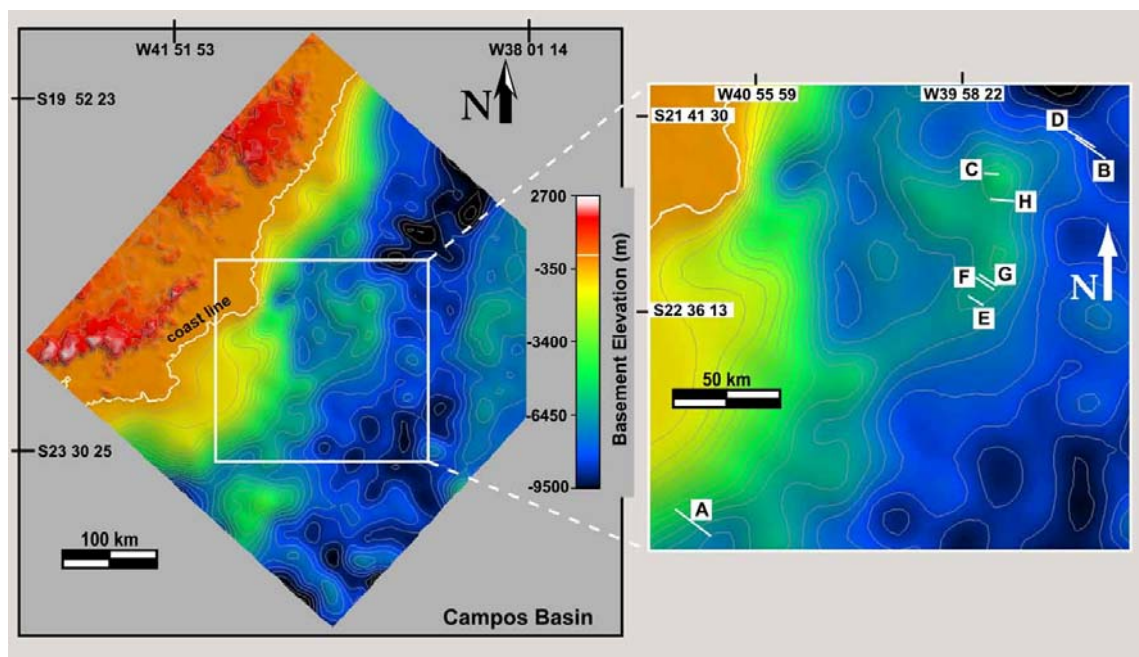 W41 51 53
W38 01 14
S19 52 23
N
coast line
S23 30 25
100 km
Campos Basin
2700
-350
-3400
-6450
-9500
Basement Elevation (m)
W40 55 59
W39 58 22
S21 41 30
D
B
C
H
N
F
G
E
S22 36 13
50 km
A